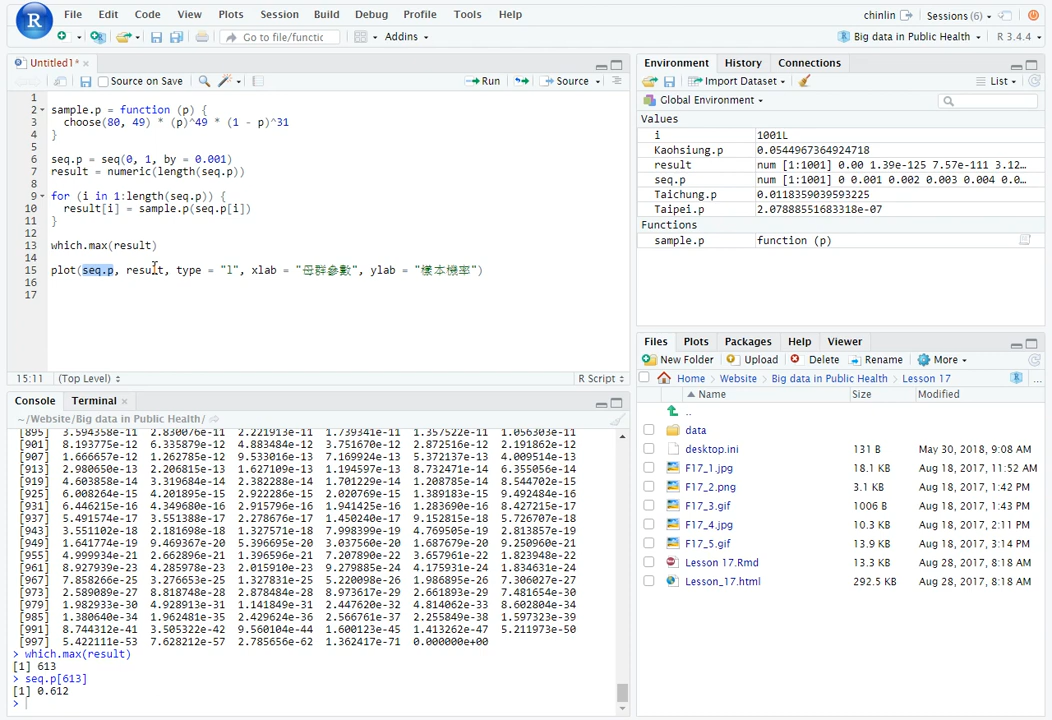 File Edit Code View Plots Session Build Debug Profile Tools Help
chinlin Sessions (6)
Go to file/functic Addins
Big data in Public Health R 3.4.4
Untitled1*
Source on Save Run Source
1
2 sample.p = function (p) {
3 choose(80, 49) * (p)^49 * (1 - p)^31
4 }
5
6 seq.p = seq(0, 1, by = 0.001)
7 result = numeric(length(seq.p))
8
9 for (i in 1:length(seq.p)) {
10 result[i] = sample.p(seq.p[i])
11 }
12
13 which.max(result)
14
15 plot(seq.p, result, type = "l", xlab = "母群參數", ylab = "樣本機率")
16
17
15:11 (Top Level) R Script
Console Terminal
~/Website/Big data in Public Health/
[895] 3.594358e-11 2.830076e-11 2.221913e-11 1.739341e-11 1.357522e-11 1.056303e-11
[901] 8.193775e-12 6.335879e-12 4.883484e-12 3.751670e-12 2.872516e-12 2.191862e-12
[907] 1.666657e-12 1.262785e-12 9.533016e-13 7.169924e-13 5.372137e-13 4.009514e-13
[913] 2.980650e-13 2.206815e-13 1.627109e-13 1.194597e-13 8.732471e-14 6.355056e-14
[919] 4.603858e-14 3.319684e-14 2.382288e-14 1.701229e-14 1.208785e-14 8.544702e-15
[925] 6.008264e-15 4.201895e-15 2.922286e-15 2.020769e-15 1.389183e-15 9.492484e-16
[931] 6.446215e-16 4.349680e-16 2.915796e-16 1.941425e-16 1.283690e-16 8.427215e-17
[937] 5.491574e-17 3.551388e-17 2.278667e-17 1.450240e-17 9.152815e-18 5.726707e-18
[943] 3.551102e-18 2.181698e-18 1.327571e-18 7.998399e-19 4.769505e-19 2.813857e-19
[949] 1.641774e-19 9.469367e-20 5.396695e-20 3.037560e-20 1.687679e-20 9.250960e-21
[955] 4.999934e-21 2.662896e-21 1.396596e-21 7.207890e-22 3.657961e-22 1.823948e-22
[961] 8.927939e-23 4.285978e-23 2.015910e-23 9.279885e-24 4.175931e-24 1.834631e-24
[967] 7.858266e-25 3.276653e-25 1.327831e-25 5.220098e-26 1.986895e-26 7.306027e-27
[973] 2.589089e-27 8.818748e-28 2.878484e-28 8.973617e-29 2.661893e-29 7.481654e-30
[979] 1.982933e-30 4.928913e-31 1.141849e-31 2.447620e-32 4.814062e-33 8.602804e-34
[985] 1.380640e-34 1.962481e-35 2.429624e-36 2.566761e-37 2.255849e-38 1.597323e-39
[991] 8.744312e-41 3.505322e-42 9.560104e-44 1.600123e-45 1.413262e-47 5.211973e-50
[997] 5.422111e-53 7.628212e-57 2.785656e-62 1.362417e-71 0.000000e+00
> which.max(result)
[1] 613
> seq.p[613]
[1] 0.612
>
Environment History Connections
Import Dataset List
Global Environment
Values
i 1001L
Kaohsiung.p 0.0544967364924718
result num [1:1001] 0.00 1.39e-125 7.57e-111 3.12…
seq.p num [1:1001] 0 0.001 0.002 0.003 0.004 0.0…
Taichung.p 0.0118359039593225
Taipei.p 2.07888551683318e-07
Functions
sample.p function (p)
Files Plots Packages Help Viewer
New Folder Upload Delete Rename More
Home Website Big data in Public Health Lesson 17 ...
Name Size Modified
..
data
desktop.ini 131 B May 30, 2018, 9:08 AM
F17_1.jpg 18.1 KB Aug 18, 2017, 11:52 AM
F17_2.png 3.1 KB Aug 18, 2017, 1:42 PM
F17_3.gif 1006 B Aug 18, 2017, 1:43 PM
F17_4.jpg 10.3 KB Aug 18, 2017, 2:11 PM
F17_5.gif 13.9 KB Aug 18, 2017, 3:14 PM
Lesson 17.Rmd 13.3 KB Aug 28, 2017, 8:18 AM
Lesson_17.html 292.5 KB Aug 28, 2017, 8:18 AM